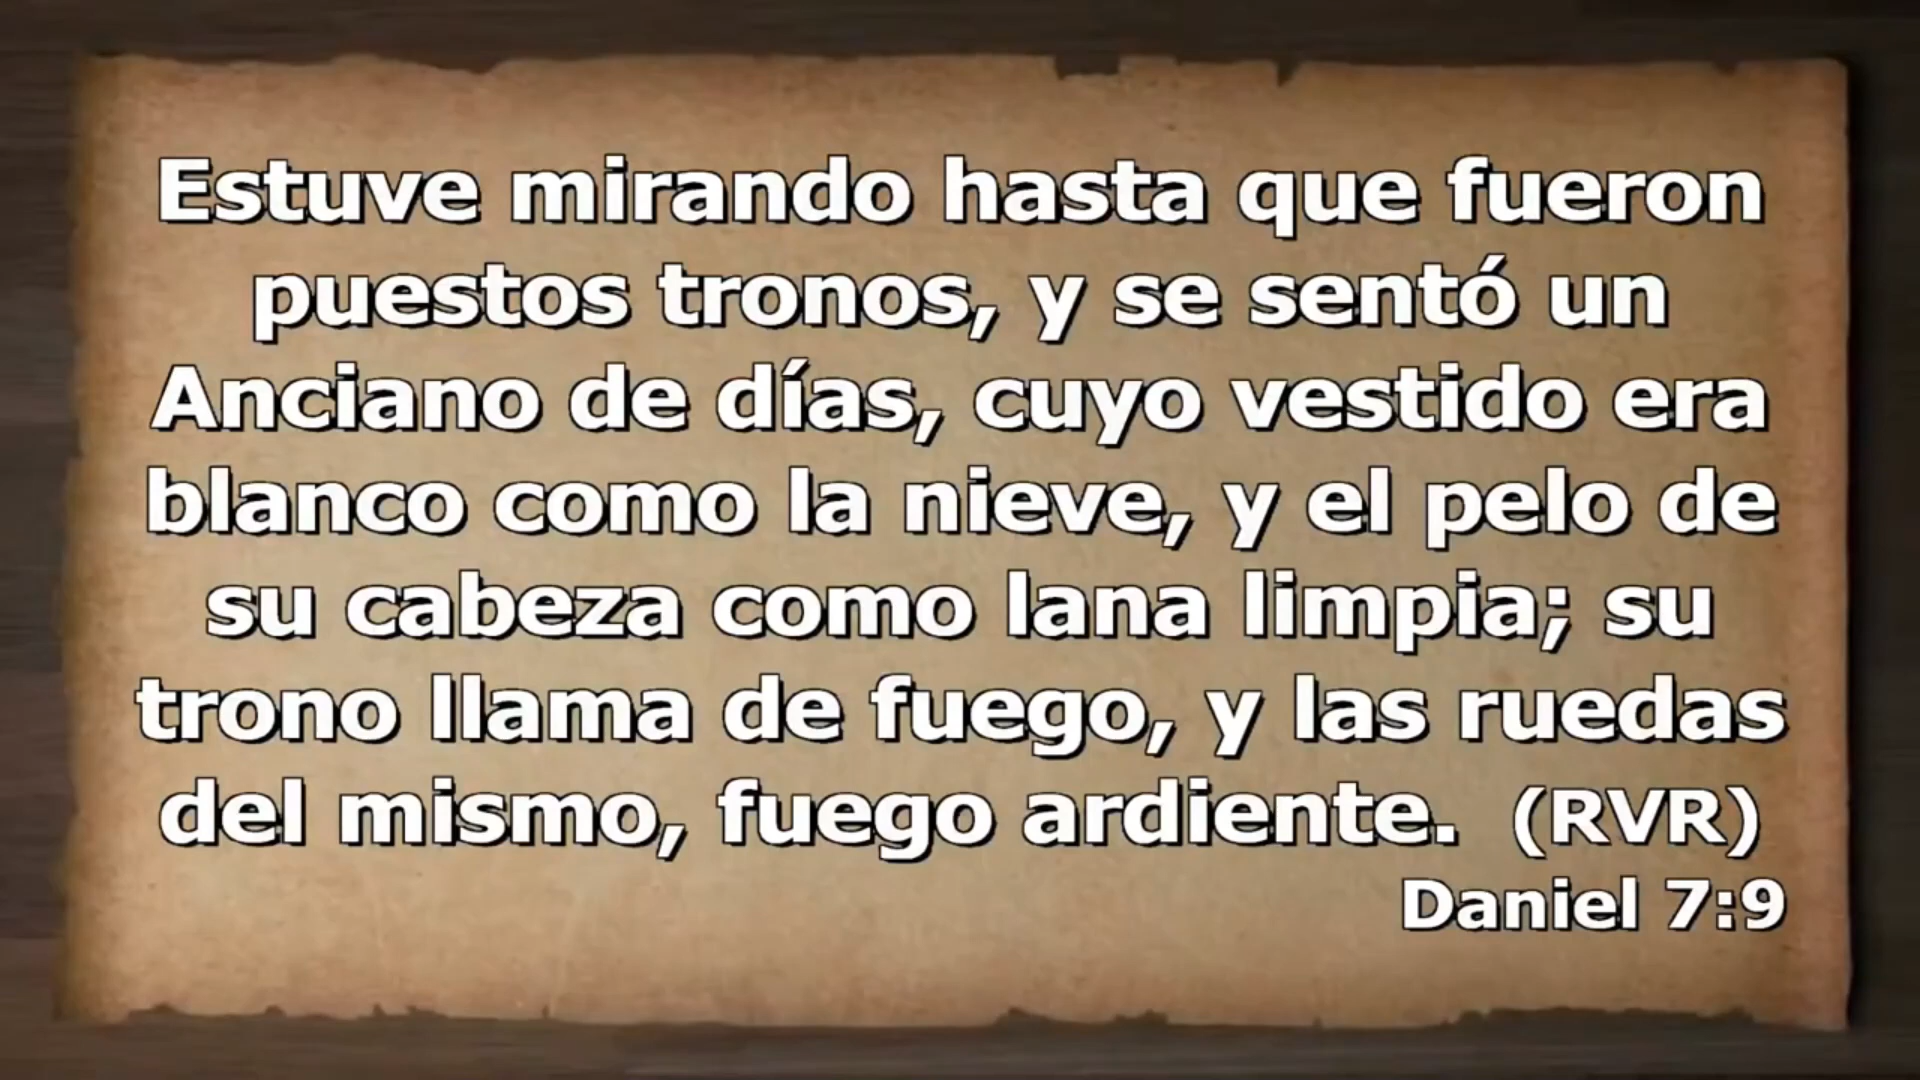 Estuve mirando hasta que fueron
puestos tronos, y se sentó un
Anciano de días, cuyo vestido era
blanco como la nieve, y el pelo de
su cabeza como lana limpia; su
trono llama de fuego, y las ruedas
del mismo, fuego ardiente.  (RVR)
Daniel 7:9